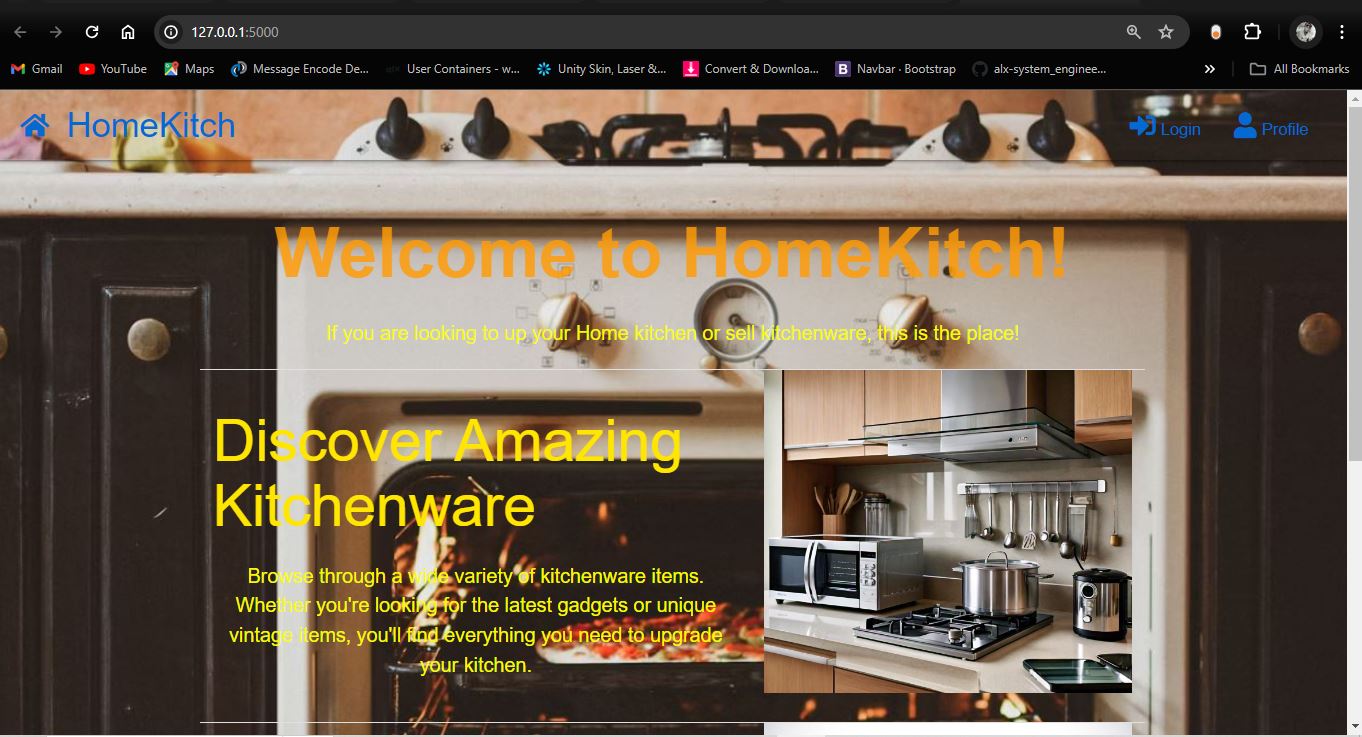 127.0.0.1:5000
Gmail
YouTube
Maps
Message Encode De...
User Containers - w...
Unity Skin, Laser &...
Convert & Downloa...
B
Navbar · Bootstrap
alx-system_enginee...
»
All Bookmarks
HomeKitch
Login
Profile
Welcome to HomeKitch!
If you are looking to up your Home kitchen or sell kitchenware, this is the place!
Discover Amazing
Kitchenware
Browse through a wide variety of kitchenware items.
Whether you're looking for the latest gadgets or unique
vintage items, you'll find everything you need to upgrade
your kitchen.